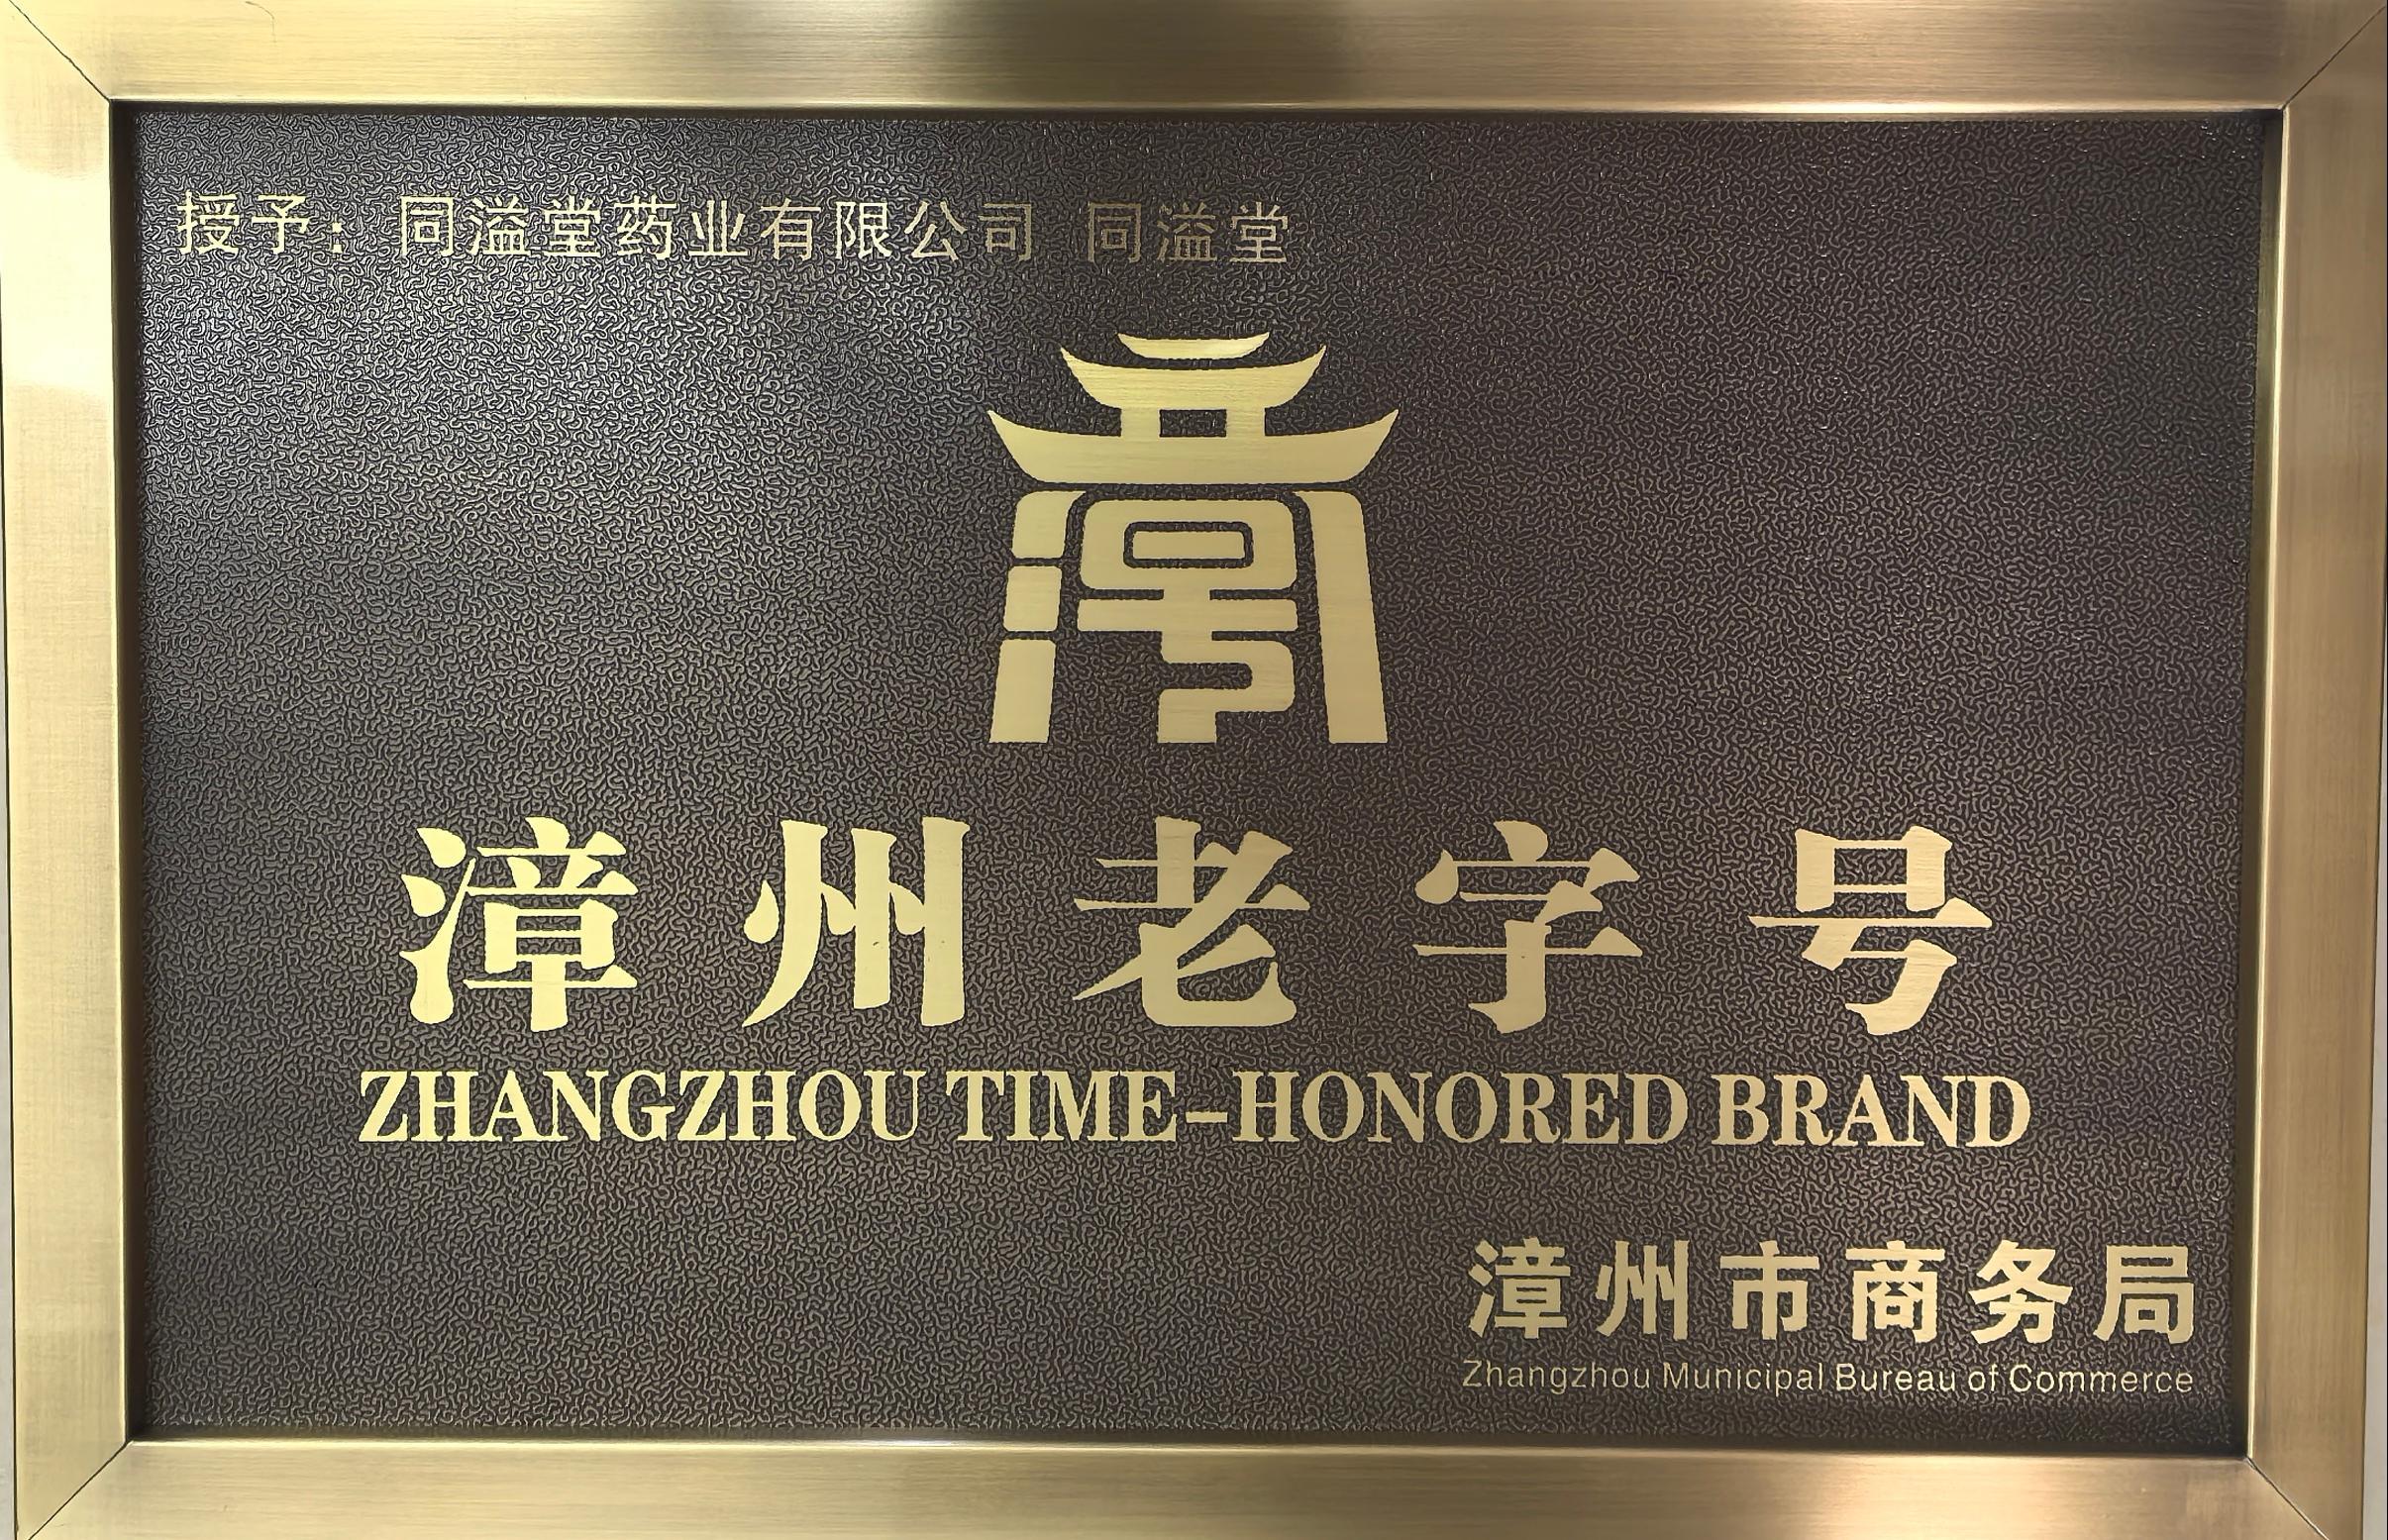 授予：同溢堂药业有限公司 同溢堂
漳州老字号
ZHANGZHOU TIME-HONORED BRAND
漳州市商务局
Zhangzhou Municipal Bureau of Commerce